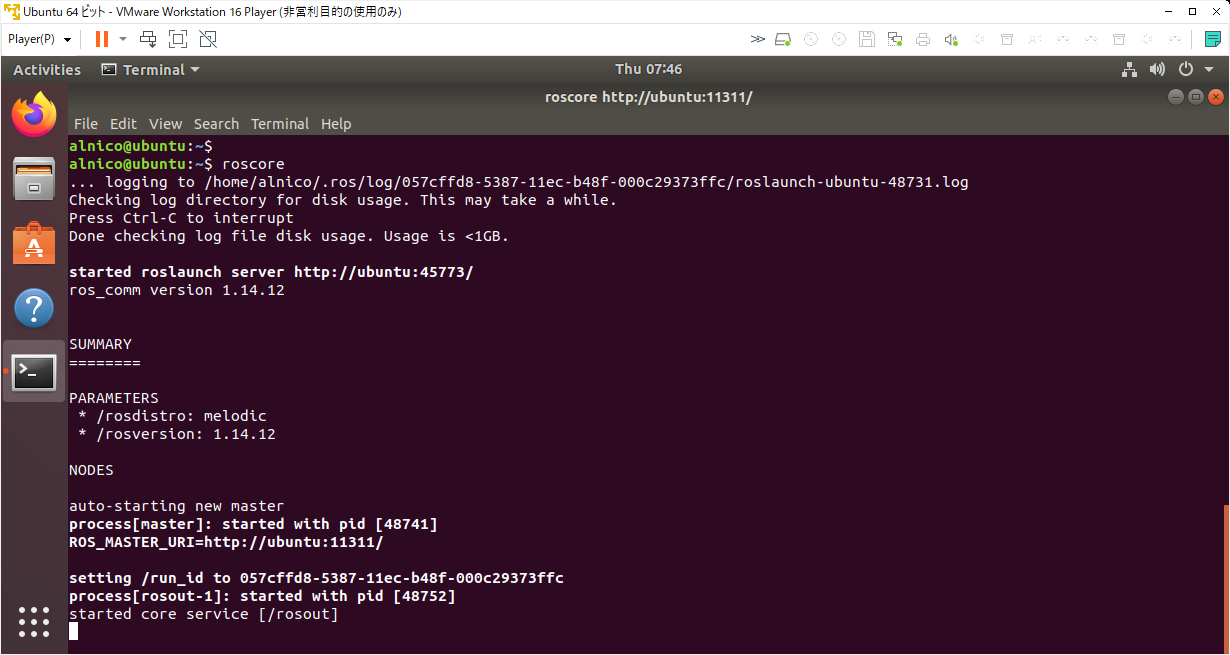 Ubuntu 64 ビット - VMware Workstation 16 Player (非営利目的の使用のみ)
Player(P)
Activities Terminal Thu 07:46
roscore http://ubuntu:11311/
File Edit View Search Terminal Help
alnico@ubuntu:~$
alnico@ubuntu:~$ roscore
... logging to /home/alnico/.ros/log/057cffd8-5387-11ec-b48f-000c29373ffc/roslaunch-ubuntu-48731.log
Checking log directory for disk usage. This may take a while.
Press Ctrl-C to interrupt
Done checking log file disk usage. Usage is <1GB.
started roslaunch server http://ubuntu:45773/
ros_comm version 1.14.12
SUMMARY
========
PARAMETERS
* /rosdistro: melodic
* /rosversion: 1.14.12
NODES
auto-starting new master
process[master]: started with pid [48741]
ROS_MASTER_URI=http://ubuntu:11311/
setting /run_id to 057cffd8-5387-11ec-b48f-000c29373ffc
process[rosout-1]: started with pid [48752]
started core service [/rosout]